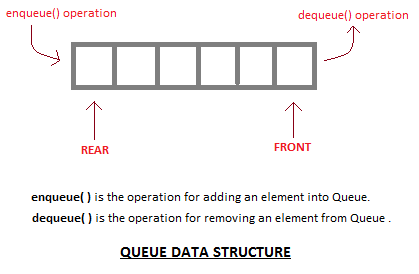 enqueue() operation
dequeue() operation
REAR
FRONT
enqueue( ) is the operation for adding an element into Queue.
dequeue( ) is the operation for removing an element from Queue .
QUEUE DATA STRUCTURE